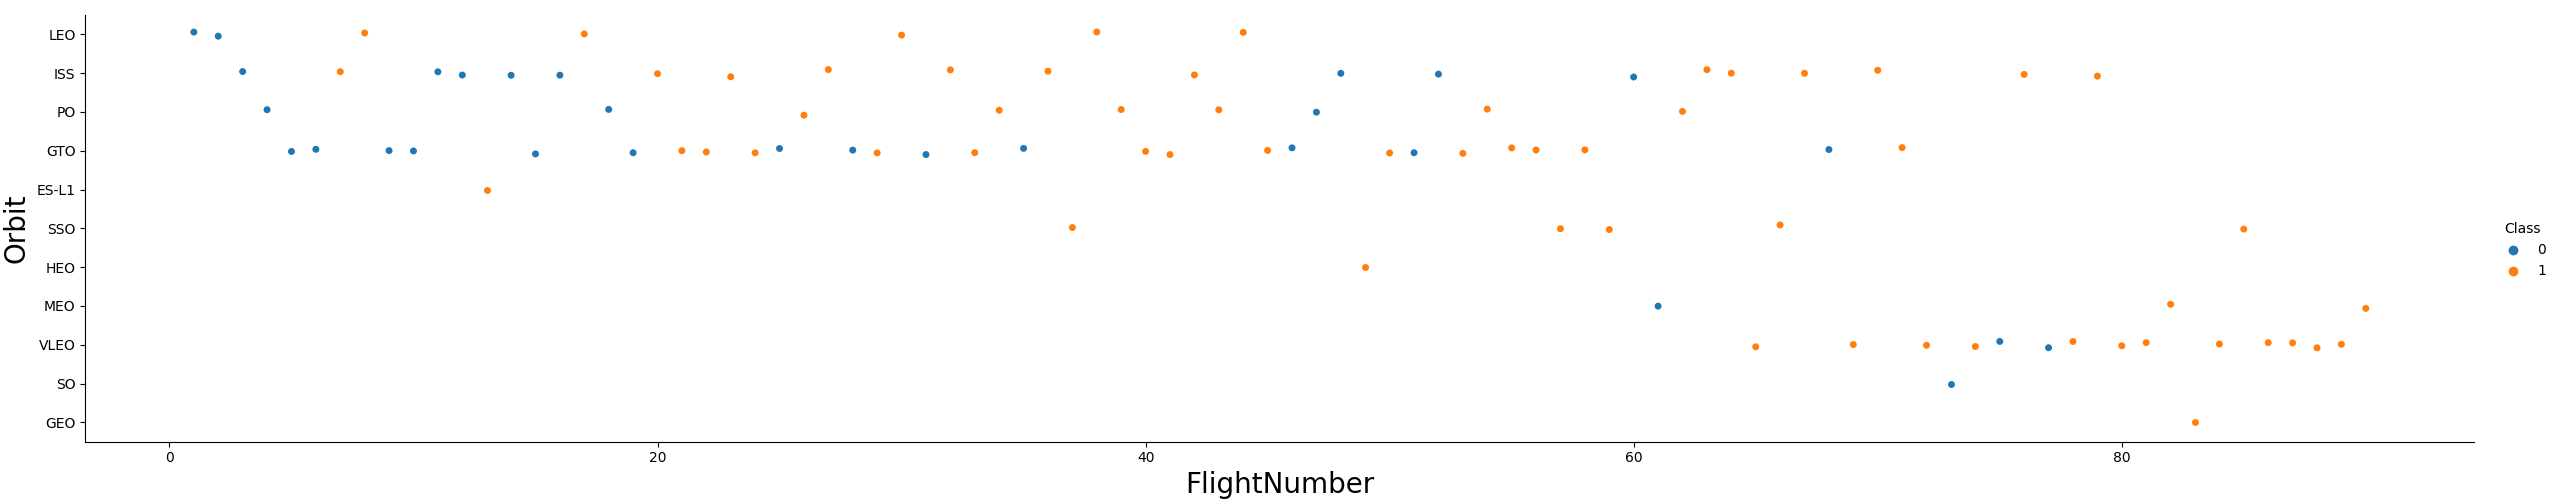 LEO
ISS
PO
GTO
ES-L1
SSO
HEO
MEO
VLEO
SO
GEO
Orbit
0
20
40
60
80
FlightNumber
Class
0
1